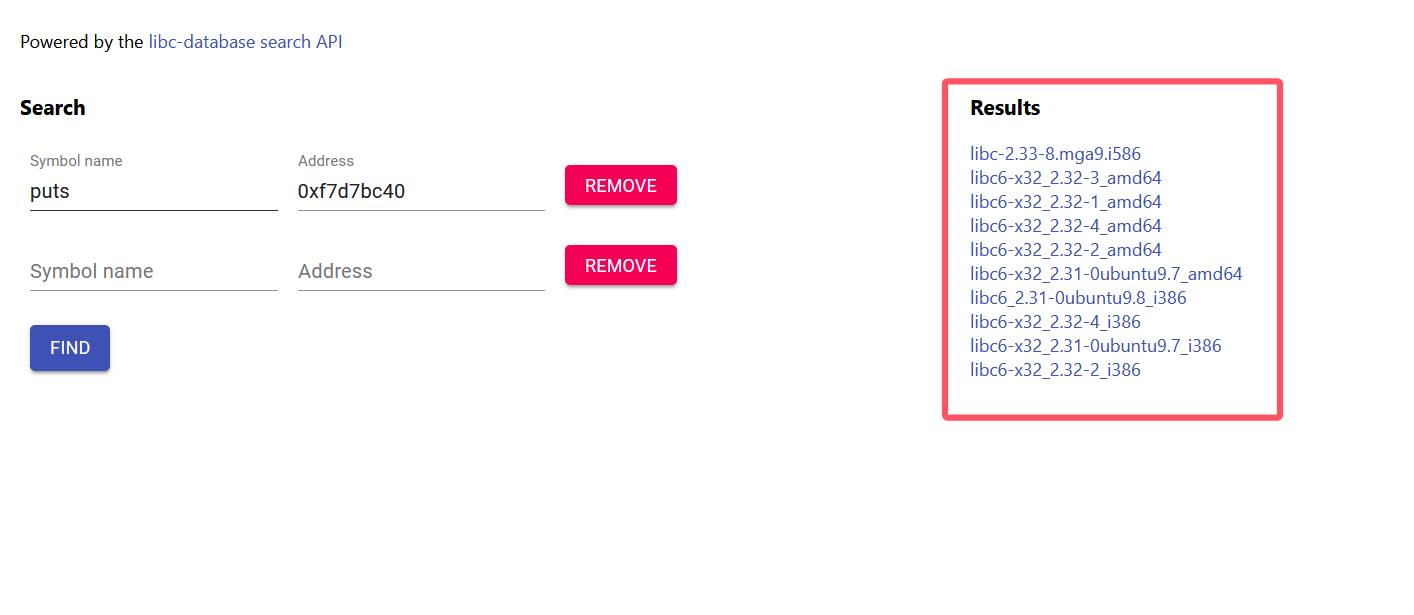 Powered by the libc-database search API
Search
Symbol name Address
puts 0xf7d7bc40 REMOVE
Symbol name Address REMOVE
FIND
Results
libc-2.33-8.mga9.i586
libc6-x32_2.32-3_amd64
libc6-x32_2.32-1_amd64
libc6-x32_2.32-4_amd64
libc6-x32_2.32-2_amd64
libc6-x32_2.31-0ubuntu9.7_amd64
libc6_2.31-0ubuntu9.8_i386
libc6-x32_2.32-4_i386
libc6-x32_2.31-0ubuntu9.7_i386
libc6-x32_2.32-2_i386